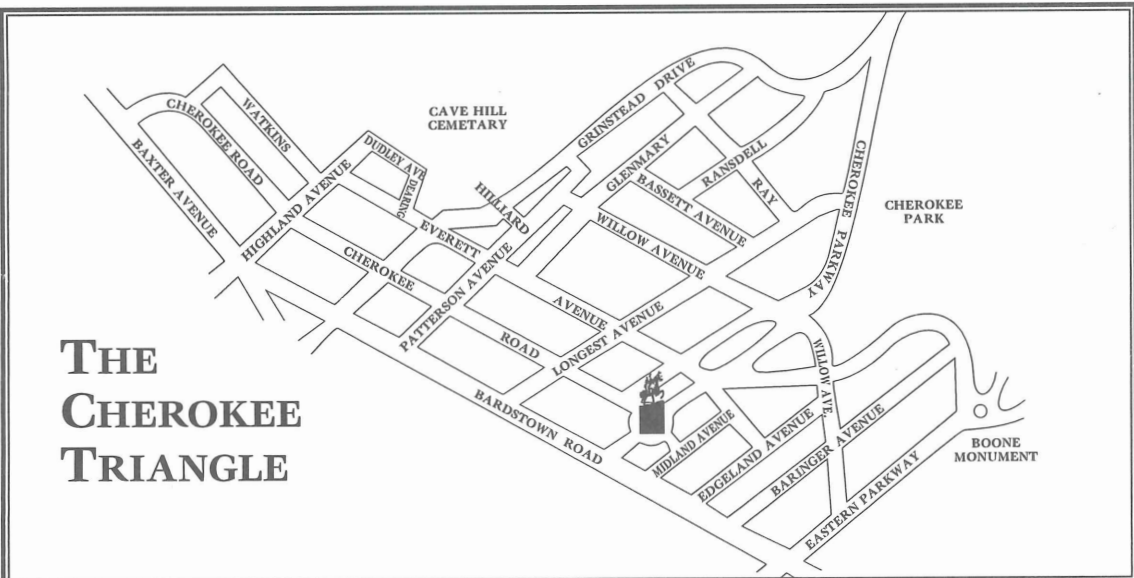 THE
CHEROKEE
TRIANGLE
CAVE HILL
CEMETARY
CHEROKEE
PARK
BOONE
MONUMENT
CHEROKEE ROAD
WATKINS
BAXTER AVENUE
HIGHLAND AVENUE
DUDLEY AVE
DEARING
EVERETT
AVENUE
HILLIARD
CHEROKEE
ROAD
PATTERSON AVENUE
GRINSTEAD DRIVE
GLENMARY
BASSETT AVENUE
RANSDELL
RAY
WILLOW AVENUE
CHEROKEE PARKWAY
LONGEST AVENUE
BARDSTOWN ROAD
MIDLAND AVENUE
EDGELAND AVENUE
WILLOW AVE.
BARINGER AVENUE
EASTERN PARKWAY